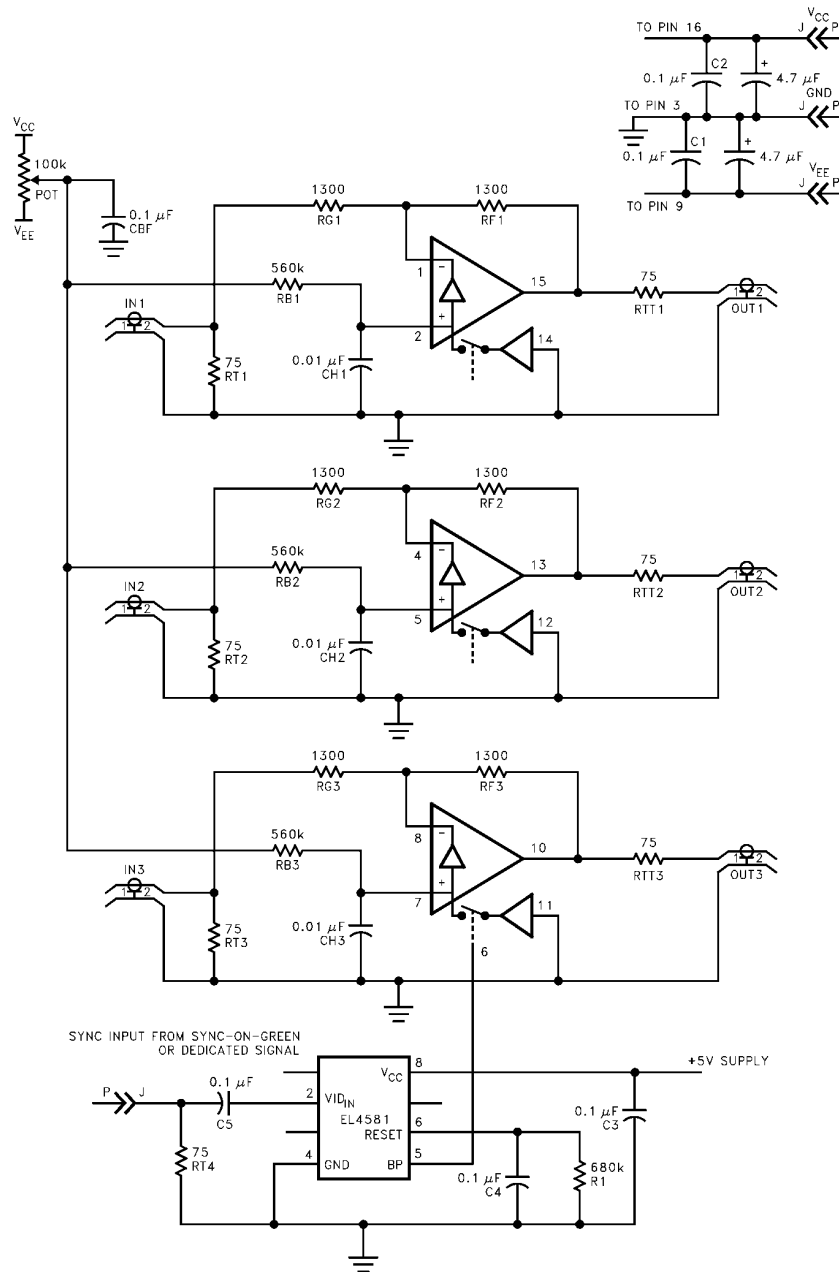 TO PIN 16
V_CC
J P
C2
0.1 μF
+
4.7 μF
GND
TO PIN 3
J P
C1
0.1 μF
+
4.7 μF
V_EE
TO PIN 9
J P
V_CC
100k
POT
V_EE
0.1 μF
CBF
1300
RG1
1300
RF1
560k
RB1
1
−
+
2
15
14
75
RTT1
1 2
OUT1
IN1
1 2
75
RT1
0.01 μF
CH1
1300
RG2
1300
RF2
560k
RB2
4
−
+
5
13
12
75
RTT2
1 2
OUT2
IN2
1 2
75
RT2
0.01 μF
CH2
1300
RG3
1300
RF3
560k
RB3
8
−
+
7
10
11
6
75
RTT3
1 2
OUT3
IN3
1 2
75
RT3
0.01 μF
CH3
SYNC INPUT FROM SYNC-ON-GREEN
OR DEDICATED SIGNAL
P J
0.1 μF
C5
75
RT4
2
4
VID_IN
V_CC
EL4581
RESET
GND
BP
8
6
5
+5V SUPPLY
0.1 μF
C3
0.1 μF
C4
680k
R1